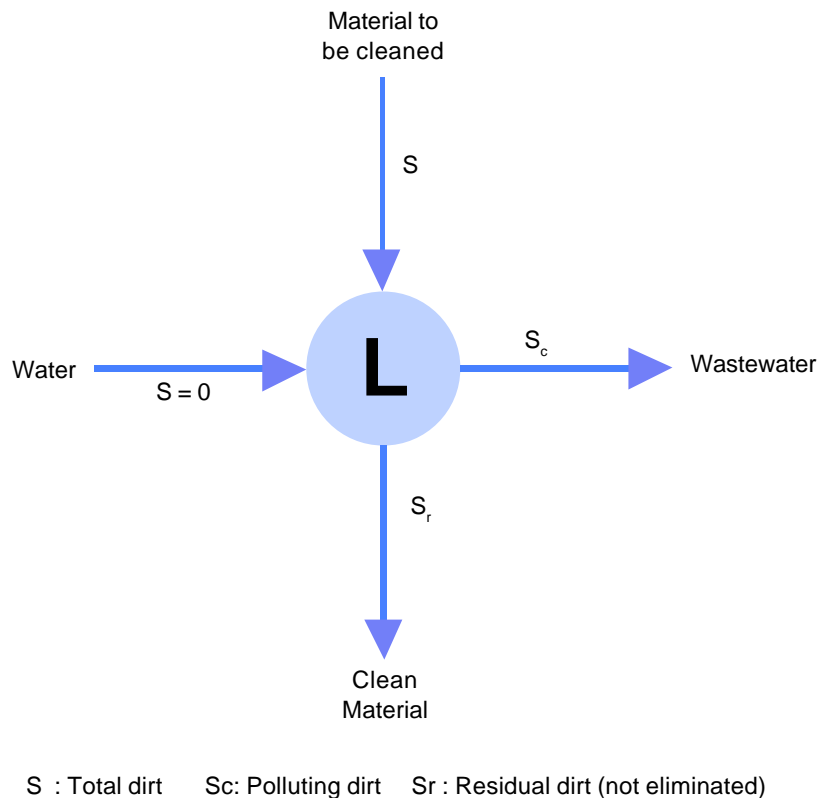 Material to
be cleaned
S
Water
S = 0
L
Sc
Wastewater
Sr
Clean
Material
S : Total dirt Sc: Polluting dirt Sr : Residual dirt (not eliminated)